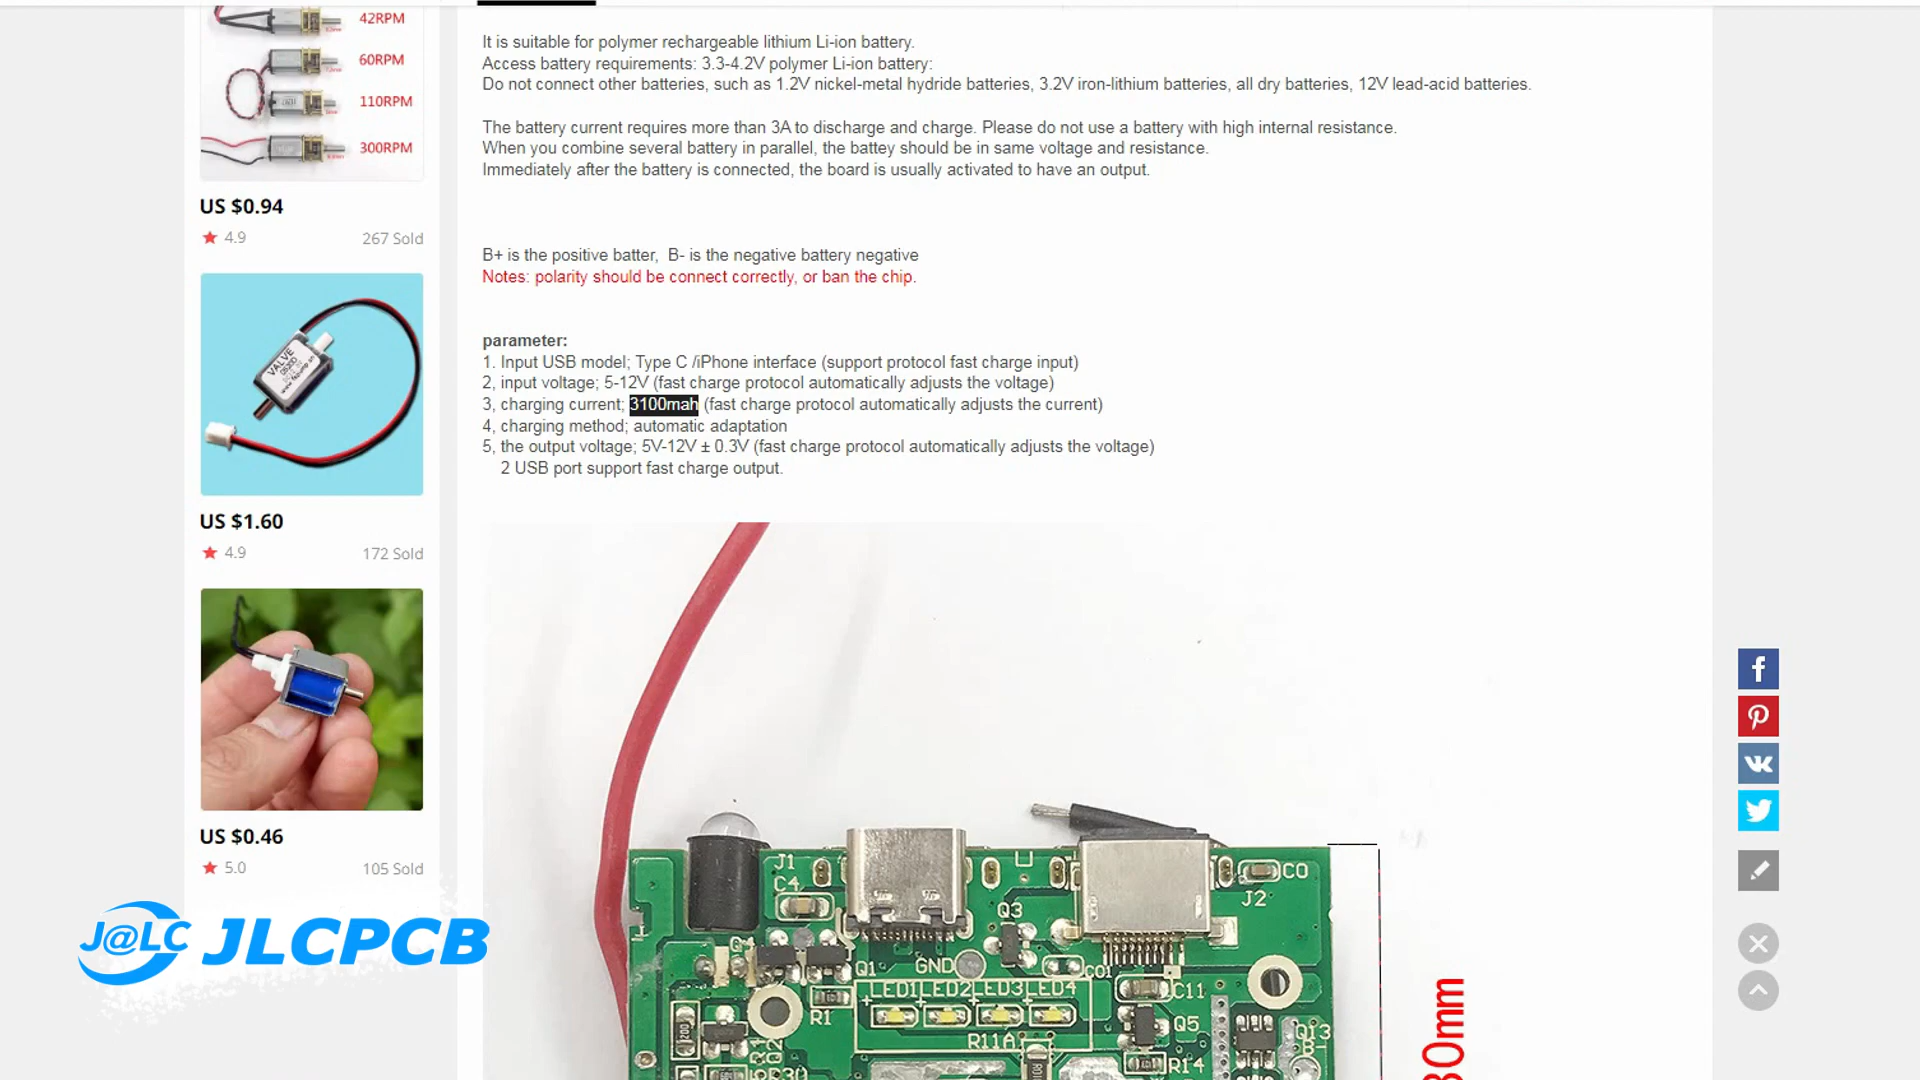 42RPM
60RPM
110RPM
300RPM
US $0.94
4.9
267 Sold
VALVE
US $1.60
4.9
172 Sold
US $0.46
5.0
105 Sold
J@LC JLCPCB
It is suitable for polymer rechargeable lithium Li-ion battery.
Access battery requirements: 3.3-4.2V polymer Li-ion battery:
Do not connect other batteries, such as 1.2V nickel-metal hydride batteries, 3.2V iron-lithium batteries, all dry batteries, 12V lead-acid batteries.
The battery current requires more than 3A to discharge and charge. Please do not use a battery with high internal resistance.
When you combine several battery in parallel, the battey should be in same voltage and resistance.
Immediately after the battery is connected, the board is usually activated to have an output.
B+ is the positive batter, B- is the negative battery negative
Notes: polarity should be connect correctly, or ban the chip.
parameter:
1. Input USB model; Type C /iPhone interface (support protocol fast charge input)
2, input voltage; 5-12V (fast charge protocol automatically adjusts the voltage)
3, charging current; 3100mah (fast charge protocol automatically adjusts the current)
4, charging method; automatic adaptation
5, the output voltage; 5V-12V ± 0.3V (fast charge protocol automatically adjusts the voltage)
2 USB port support fast charge output.
J1
C4
Q3
CO
J2
Q1
GND
CO1
LED1 LED2 LED3 LED4
C11
R1
Q5
Q13
R11A
R14